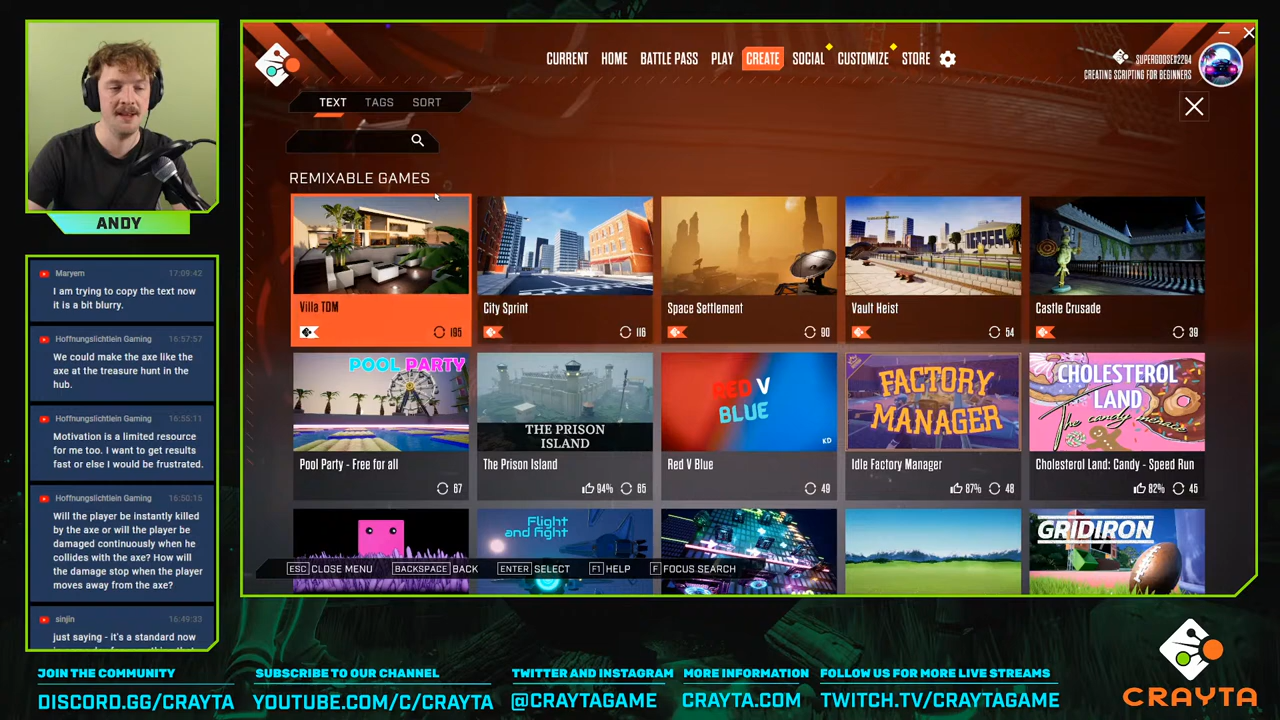 CURRENT HOME BATTLE PASS PLAY CREATE SOCIAL CUSTOMIZE STORE
SUPERGOOSE#2294
CREATING SCRIPTING FOR BEGINNERS
TEXT TAGS SORT
REMIXABLE GAMES
Villa TDM
195
City Sprint
116
Space Settlement
90
Vault Heist
54
Castle Crusade
39
POOL PARTY
Pool Party - Free for all
67
THE PRISON
ISLAND
The Prison Island
94% 65
RED V
BLUE
KD
Red V Blue
49
FACTORY
MANAGER
Idle Factory Manager
87% 48
CHOLESTEROL
LAND
The candy menace
Cholesterol Land: Candy - Speed Run
82% 45
Flight
and fight
GRIDIRON
ESC CLOSE MENU BACKSPACE BACK ENTER SELECT F1 HELP F FOCUS SEARCH
ANDY
Maryem 17:09:42
I am trying to copy the text now
it is a bit blurry.
Hoffnungslichtlein Gaming 16:57:57
We could make the axe like the
axe at the treasure hunt in the
hub.
Hoffnungslichtlein Gaming 16:55:11
Motivation is a limited resource
for me too. I want to get results
fast or else I would be frustrated.
Hoffnungslichtlein Gaming 16:50:15
Will the player be instantly killed
by the axe or will the player be
damaged continuously when he
collides with the axe? How will
the damage stop when the player
moves away from the axe?
sinjin 16:49:33
just saying - it's a standard now
JOIN THE COMMUNITY
DISCORD.GG/CRAYTA
SUBSCRIBE TO OUR CHANNEL
YOUTUBE.COM/C/CRAYTA
TWITTER AND INSTAGRAM
@CRAYTAGAME
MORE INFORMATION
CRAYTA.COM
FOLLOW US FOR MORE LIVE STREAMS
TWITCH.TV/CRAYTAGAME
CRAYTA